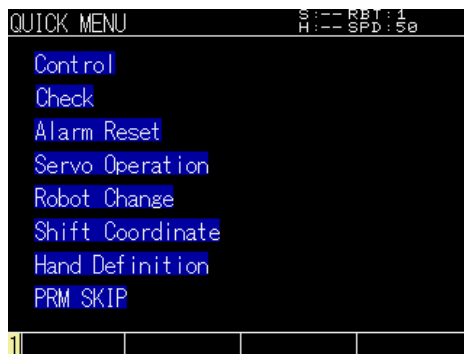 QUICK MENU
S:-- RBT:1
H:-- SPD:50
Control
Check
Alarm Reset
Servo Operation
Robot Change
Shift Coordinate
Hand Definition
PRM SKIP
1